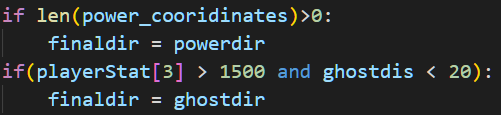 if len(power_cooridinates)>0:
    finaldir = powerdir
if(playerStat[3] > 1500 and ghostdis < 20):
    finaldir = ghostdir